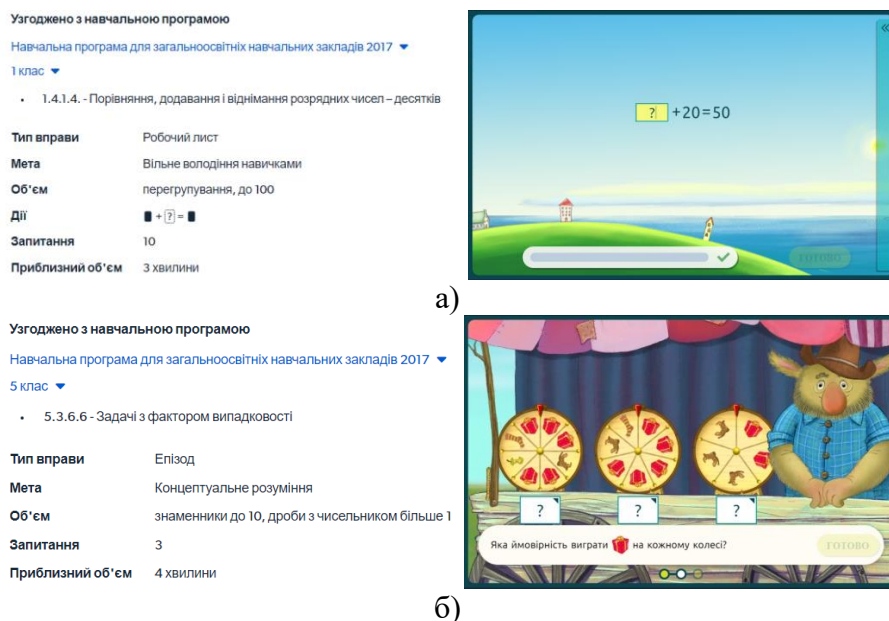 Узгоджено з навчальною програмою
Навчальна програма для загальноосвітніх навчальних закладів 2017
1 клас
• 1.4.1.4. - Порівняння, додавання і віднімання розрядних чисел – десятків
Тип вправи Робочий лист
Мета Вільне володіння навичками
Об'єм перегрупування, до 100
Дії + ? =
Запитання 10
Приблизний об'єм 3 хвилини
? +20=50
ГОТОВО
а)
Узгоджено з навчальною програмою
Навчальна програма для загальноосвітніх навчальних закладів 2017
5 клас
• 5.3.6.6 - Задачі з фактором випадковості
Тип вправи Епізод
Мета Концептуальне розуміння
Об'єм знаменники до 10, дроби з чисельником більше 1
Запитання 3
Приблизний об'єм 4 хвилини
? ? ?
Яка ймовірність виграти на кожному колесі?
ГОТОВО
б)